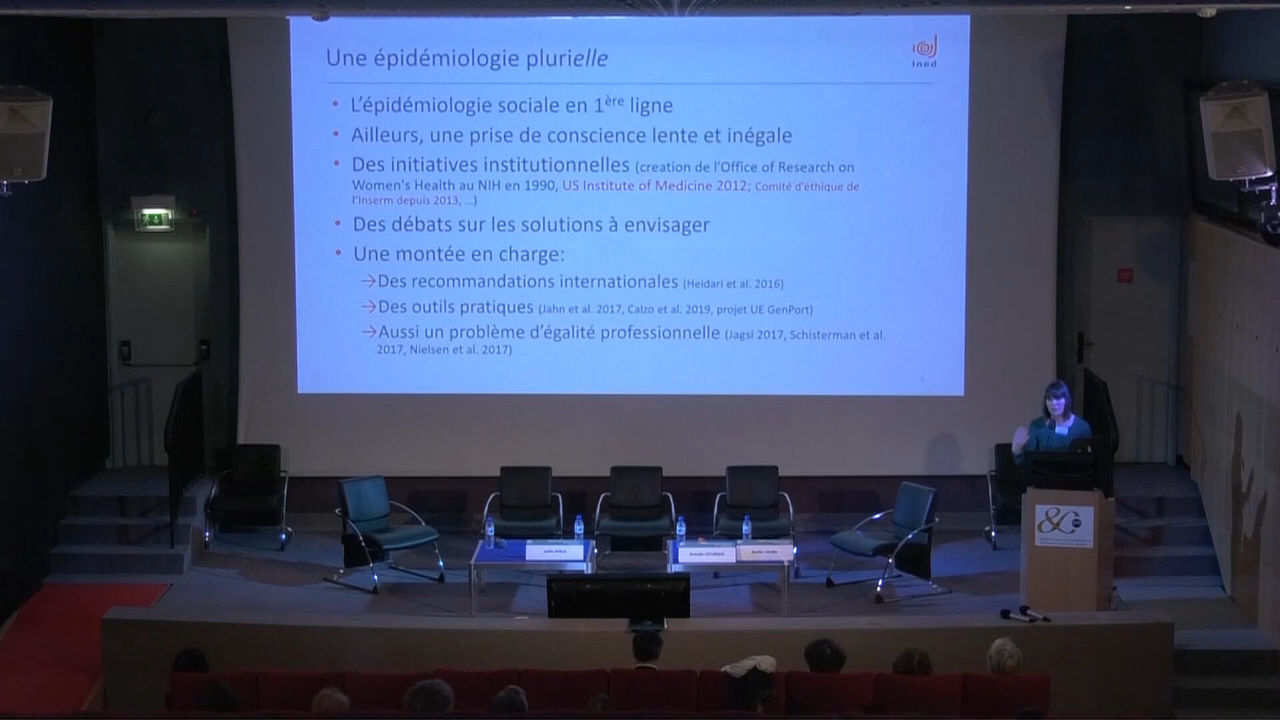 Une épidémiologie plurielle
ined
• L'épidémiologie sociale en 1ère ligne
• Ailleurs, une prise de conscience lente et inégale
• Des initiatives institutionnelles (creation de l'Office of Research on
Women's Health au NIH en 1990, US Institute of Medicine 2012; Comité d'éthique de
l'Inserm depuis 2013, ...)
• Des débats sur les solutions à envisager
• Une montée en charge:
→Des recommandations internationales (Heidari et al. 2016)
→Des outils pratiques (Jahn et al. 2017, Calzo et al. 2019, projet UE GenPort)
→Aussi un problème d'égalité professionnelle (Jagsi 2017, Schisterman et al.
2017, Nielsen et al. 2017)
&